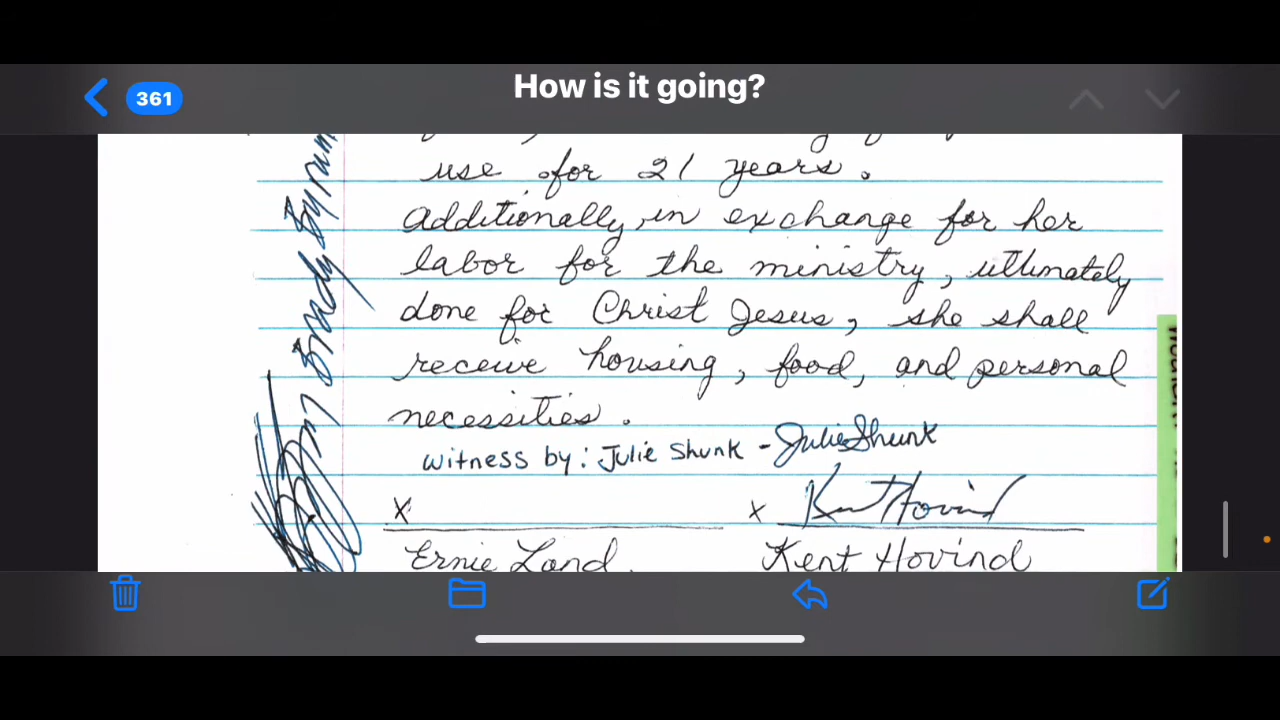 361
How is it going?
use for 21 years.
Additionally, in exchange for her
labor for the ministry, ultimately
done for Christ Jesus, she shall
receive housing, food, and personal
necessities.
witness by: Julie Shunk - Julie Shunk
x
x Kent Hovind
Ernie Land
Kent Hovind